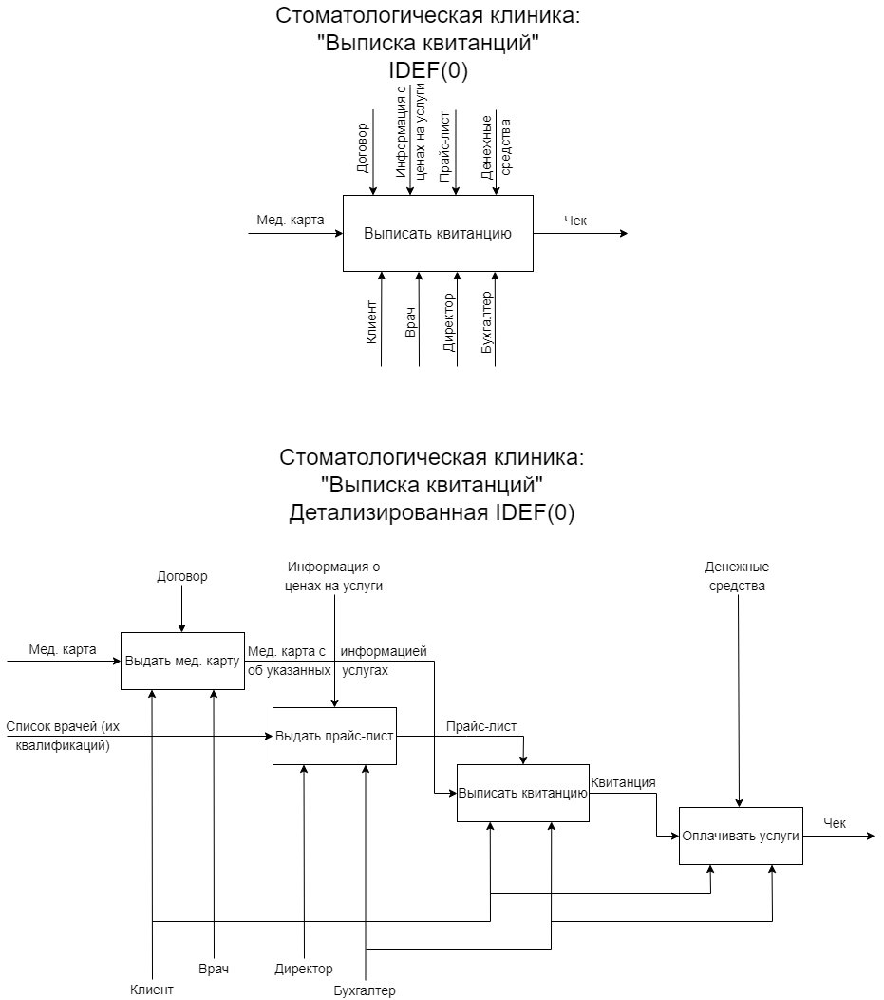 Стоматологическая клиника:
"Выписка квитанций"
IDEF(0)
Договор
Информация о
ценах на услуги
Прайс-лист
Денежные
средства
Мед. карта
Выписать квитанцию
Чек
Клиент
Врач
Директор
Бухгалтер
Стоматологическая клиника:
"Выписка квитанций"
Детализированная IDEF(0)
Договор
Информация о
ценах на услуги
Денежные
средства
Мед. карта
Выдать мед. карту
Мед. карта с информацией
об указанных услугах
Список врачей (их
квалификаций)
Выдать прайс-лист
Прайс-лист
Выписать квитанцию
Квитанция
Оплачивать услуги
Чек
Клиент
Врач
Директор
Бухгалтер